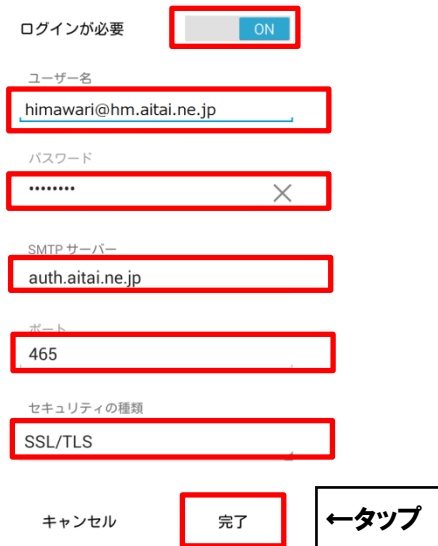 ログインが必要 ON
ユーザー名
himawari@hm.aitai.ne.jp
パスワード
••••••••
SMTP サーバー
auth.aitai.ne.jp
ポート
465
セキュリティの種類
SSL/TLS
キャンセル 完了 ←タップ